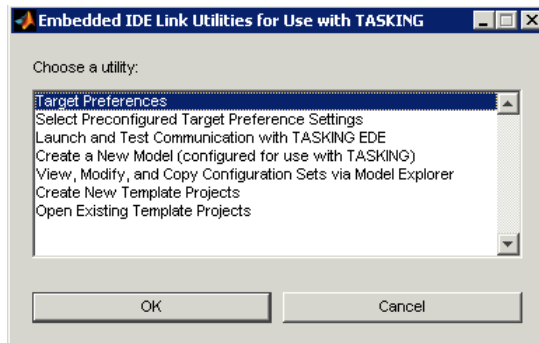 Embedded IDE Link Utilities for Use with TASKING
Choose a utility:
Target Preferences
Select Preconfigured Target Preference Settings
Launch and Test Communication with TASKING EDE
Create a New Model (configured for use with TASKING)
View, Modify, and Copy Configuration Sets via Model Explorer
Create New Template Projects
Open Existing Template Projects
OK
Cancel